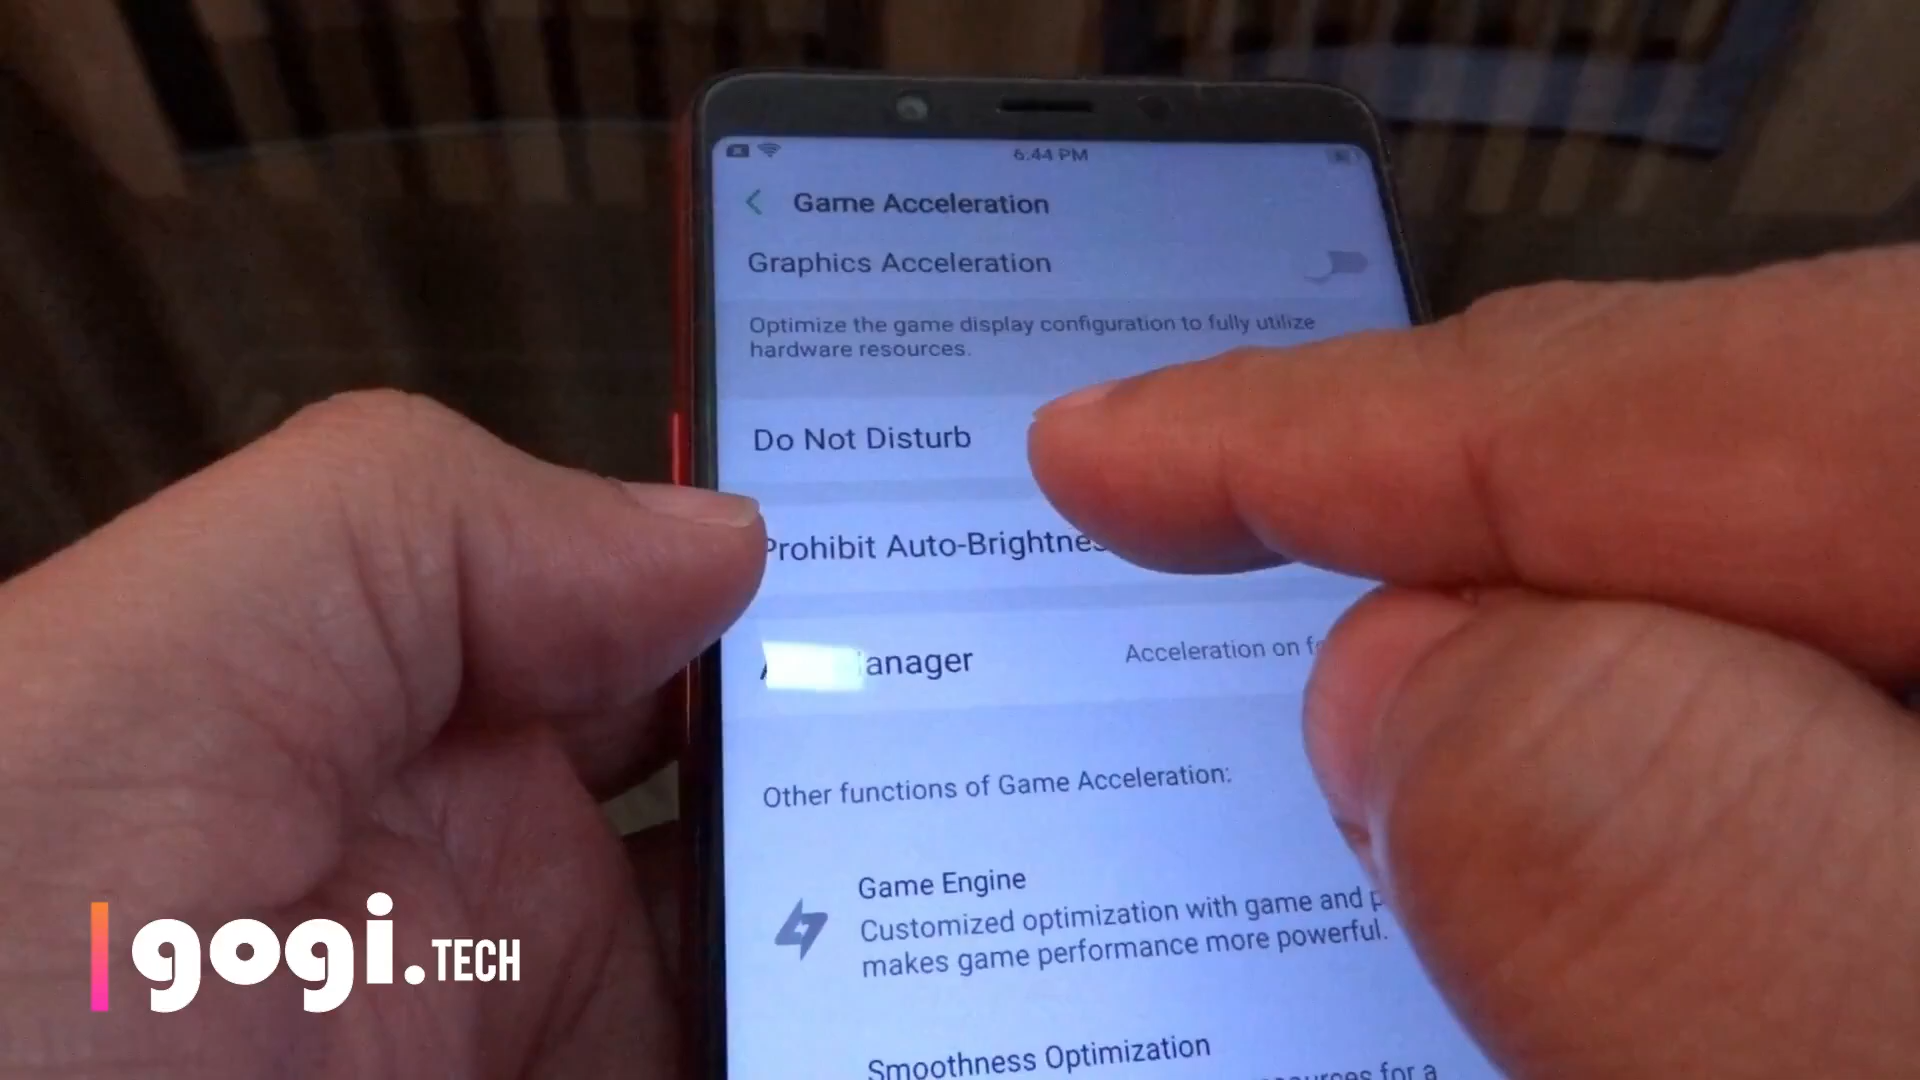 6:44 PM
Game Acceleration
Graphics Acceleration
Optimize the game display configuration to fully utilize
hardware resources.
Do Not Disturb
Prohibit Auto-Brightnes
anager
Acceleration on
Other functions of Game Acceleration:
Game Engine
Customized optimization with game and
makes game performance more powerful.
Smoothness Optimization
for a
gogi.TECH